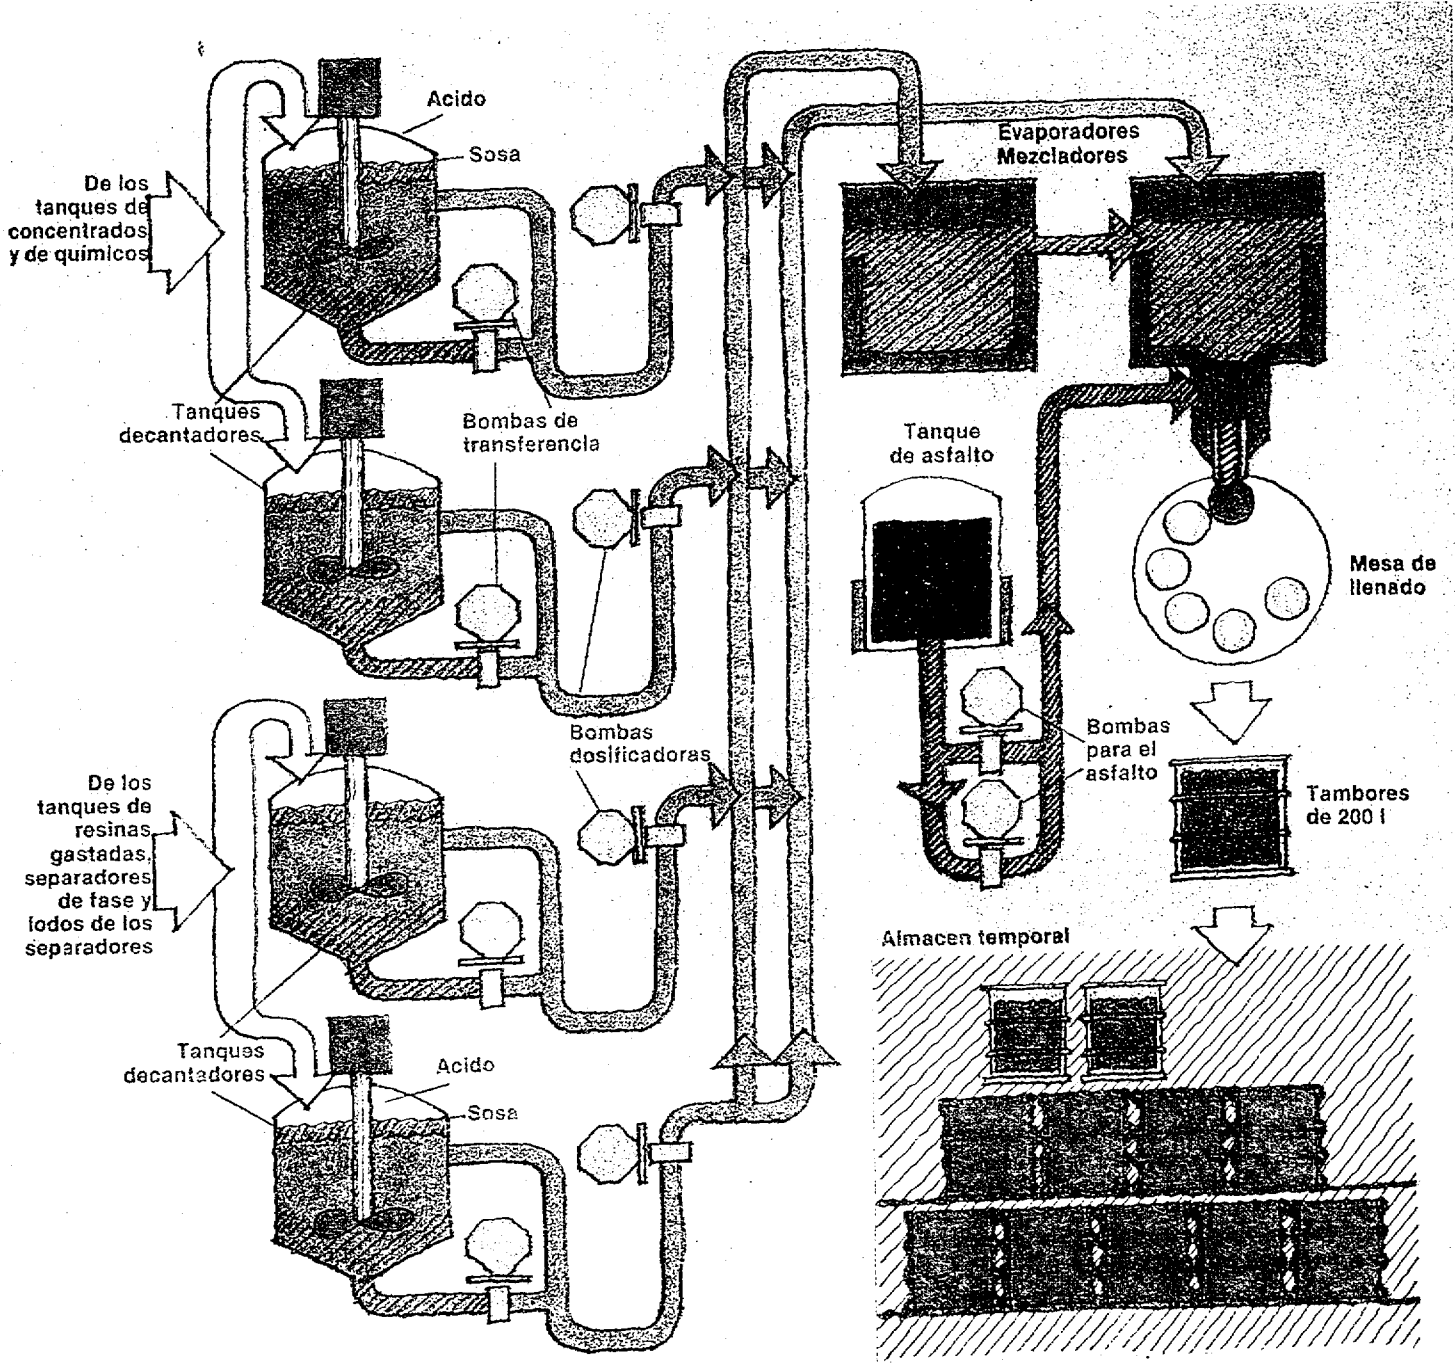 Acido
Sosa
De los
tanques de
concentrados
y de químicos
Evaporadores
Mezcladores
Tanques
decantadores
Bombas de
transferencia
Tanque
de asfalto
Mesa de
llenado
Bombas
dosificadoras
Bombas
para el
asfalto
De los
tanques de
resinas
gastadas,
separadores
de fase y
lodos de los
separadores
Tambores
de 200 l
Almacen temporal
Tanques
decantadores
Acido
Sosa